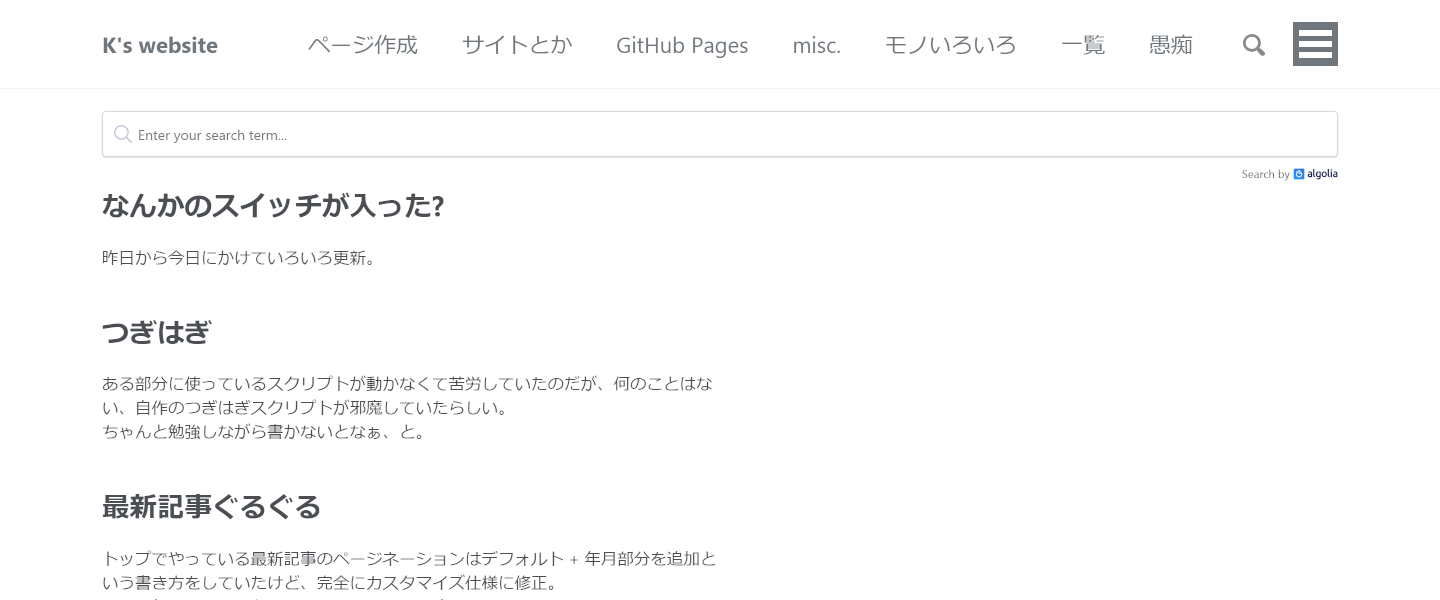 K's website ページ作成 サイトとか GitHub Pages misc. モノいろいろ 一覧 愚痴
Enter your search term...
Search by algolia
なんかのスイッチが入った?
昨日から今日にかけていろいろ更新。
つぎはぎ
ある部分に使っているスクリプトが動かなくて苦労していたのだが、何のことはな
い、自作のつぎはぎスクリプトが邪魔していたらしい。
ちゃんと勉強しながら書かないとなぁ、と。
最新記事ぐるぐる
トップでやっている最新記事のページネーションはデフォルト + 年月部分を追加と
いう書き方をしていたけど、完全にカスタマイズ仕様に修正。